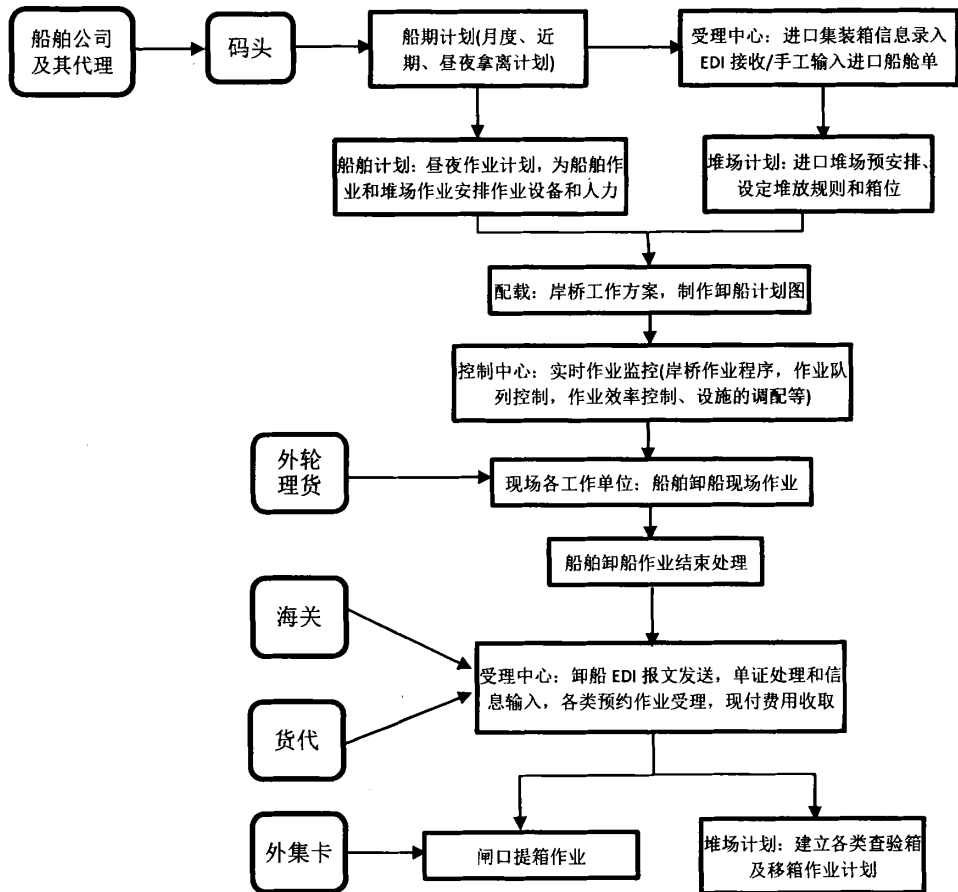 船舶公司
及其代理
码头
船期计划(月度、近
期、昼夜拿离计划)
受理中心：进口集装箱信息录入
EDI 接收/手工输入进口船舱单
船舶计划：昼夜作业计划，为船舶作
业和堆场作业安排作业设备和人力
堆场计划：进口堆场预安排、
设定堆放规则和箱位
配载：岸桥工作方案，制作卸船计划图
控制中心：实时作业监控(岸桥作业程序，作业队
列控制，作业效率控制、设施的调配等)
外轮
理货
现场各工作单位：船舶卸船现场作业
船舶卸船作业结束处理
海关
受理中心：卸船 EDI 报文发送，单证处理和信
息输入，各类预约作业受理，现付费用收取
货代
外集卡
闸口提箱作业
堆场计划：建立各类查验箱
及移箱作业计划